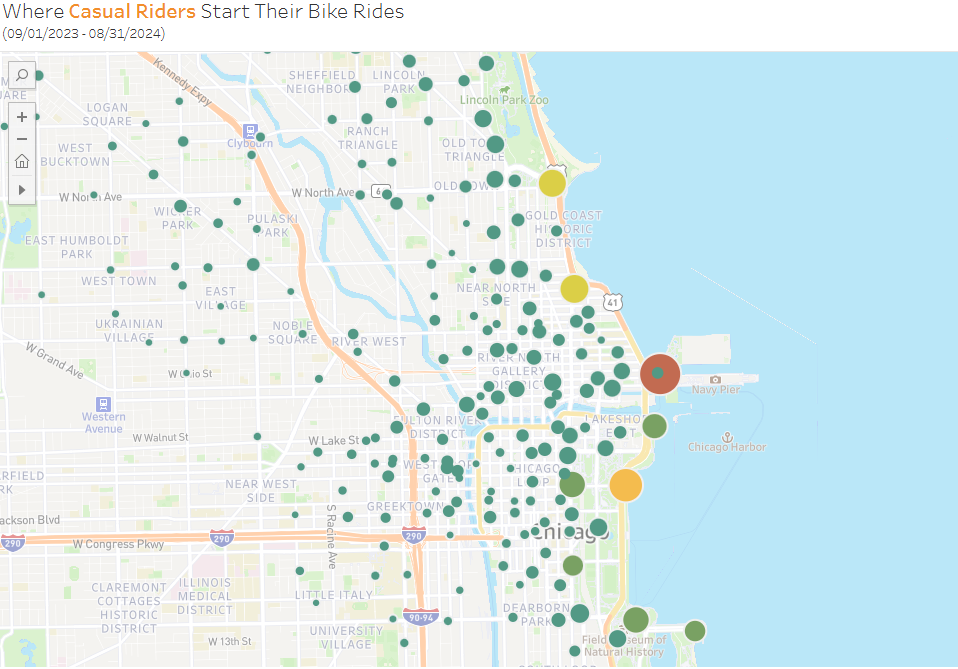 Where Casual Riders Start Their Bike Rides
(09/01/2023 - 08/31/2024)
Kennedy Expy
SHEFFIELD
NEIGHBOR
LINCOLN
PARK
Lincoln Park Zoo
LOGAN
SQUARE
Clybourn
RANCH
TRIANGLE
OLD TO
TRIANGLE
WEST
BUCKTOWN
W North Ave
W North Ave
6
OLD TOWN
WICKER
PARK
PULASKI
PARK
GOLD COAST
HISTORIC
DISTRICT
EAST HUMBOLDT
PARK
WEST TOWN
EAST
VILLAGE
NEAR NORTH
SIDE
41
UKRAINIAN
VILLAGE
NOBLE
SQUARE
RIVER WEST
W Grand Ave
RIVER NORTH
GALLERY
DISTRICT
W Ohio St
Navy Pier
Western
Avenue
FULTON RIVER
DISTRICT
LAKESHORE
EAST
W Walnut St
W Lake St
Chicago Harbor
WEST
GATE
CHICAGO
LOOP
RFIELD
RK
NEAR WEST
SIDE
GREEKTOWN
Jackson Blvd
S Racine Ave
290
290
290
W Congress Pkwy
Chicago
CLAREMONT
COTTAGES
HISTORIC
DISTRICT
ILLINOIS
MEDICAL
DISTRICT
LITTLE ITALY
90-94
DEARBORN
PARK
W 13th St
UNIVERSITY
VILLAGE
Field Museum of
Natural History